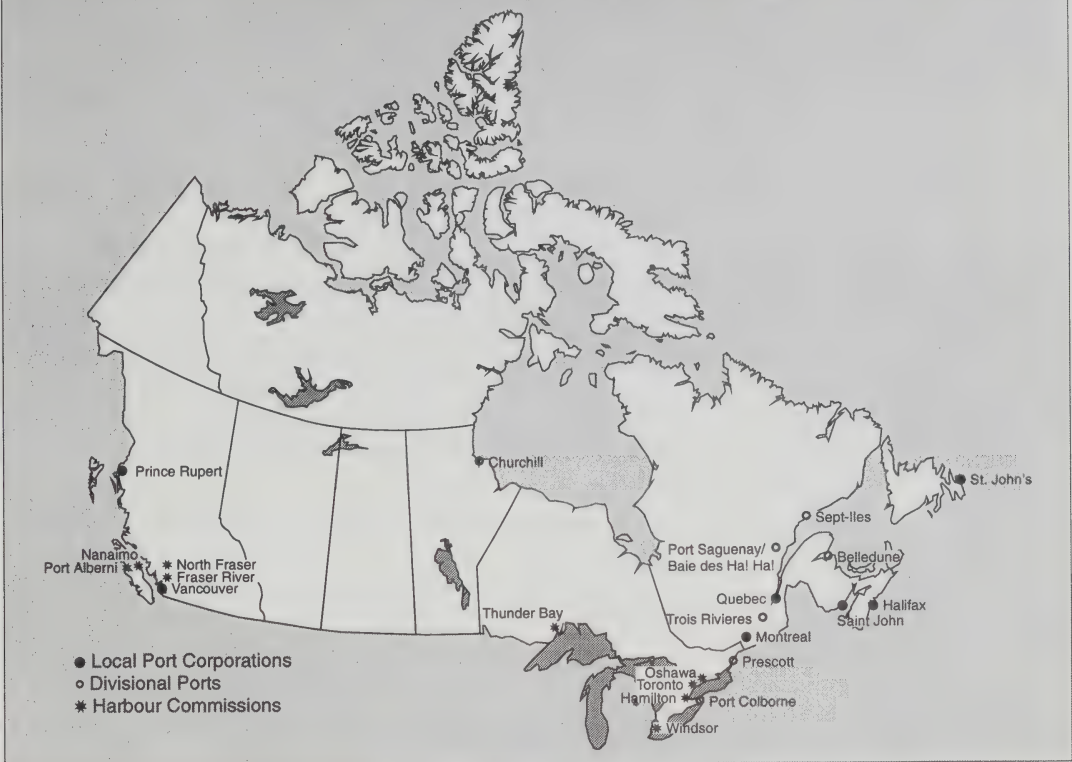 Churchill
Prince Rupert
St. John's
Sept-Iles
Port Saguenay/
Baie des Ha! Ha!
Belledune
Nanaimo
Port Alberni
North Fraser
Fraser River
Vancouver
Quebec
Halifax
Saint John
Thunder Bay
Trois Rivieres
Montreal
Prescott
Oshawa
Toronto
Hamilton
Port Colborne
Windsor
Local Port Corporations
Divisional Ports
Harbour Commissions